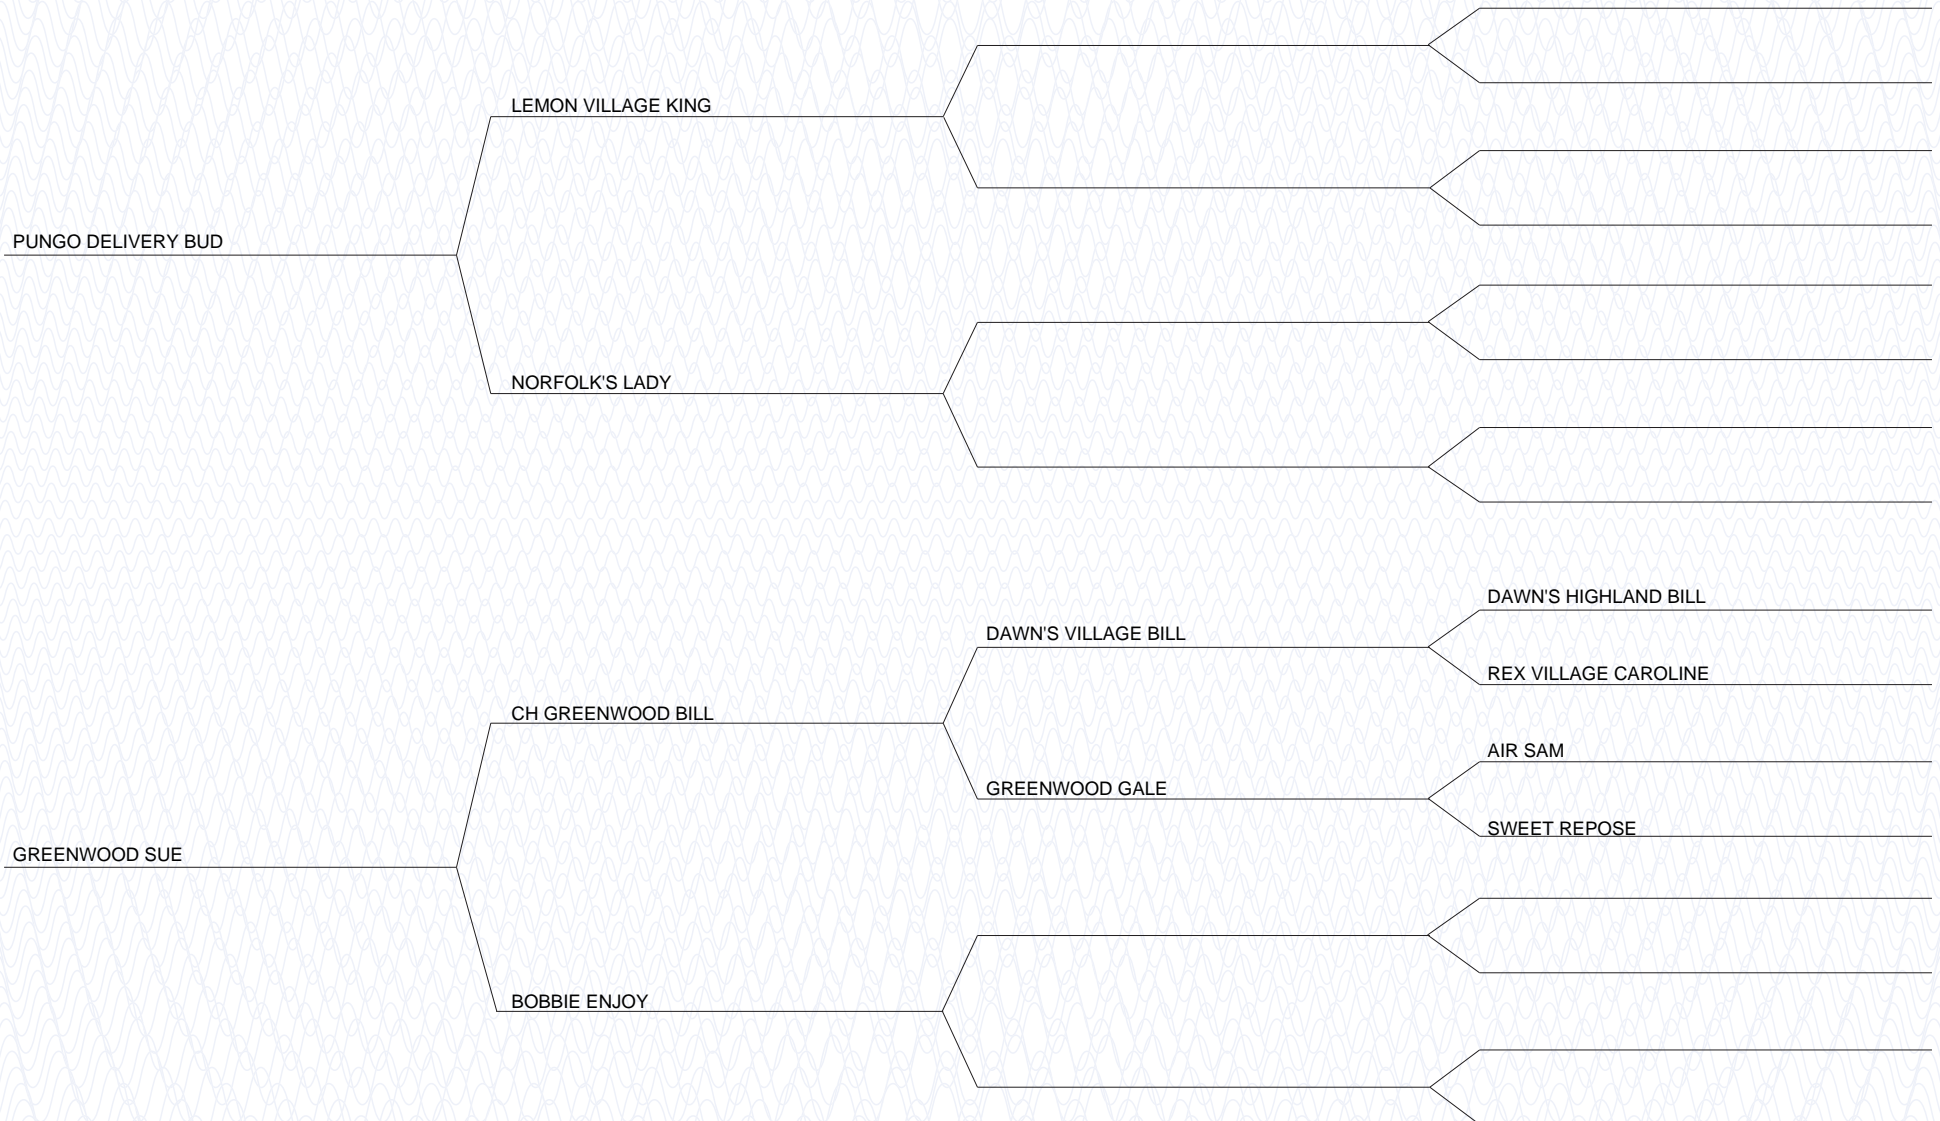 LEMON VILLAGE KING
PUNGO DELIVERY BUD
NORFOLK'S LADY
DAWN'S HIGHLAND BILL
DAWN'S VILLAGE BILL
REX VILLAGE CAROLINE
CH GREENWOOD BILL
AIR SAM
GREENWOOD GALE
SWEET REPOSE
GREENWOOD SUE
BOBBIE ENJOY